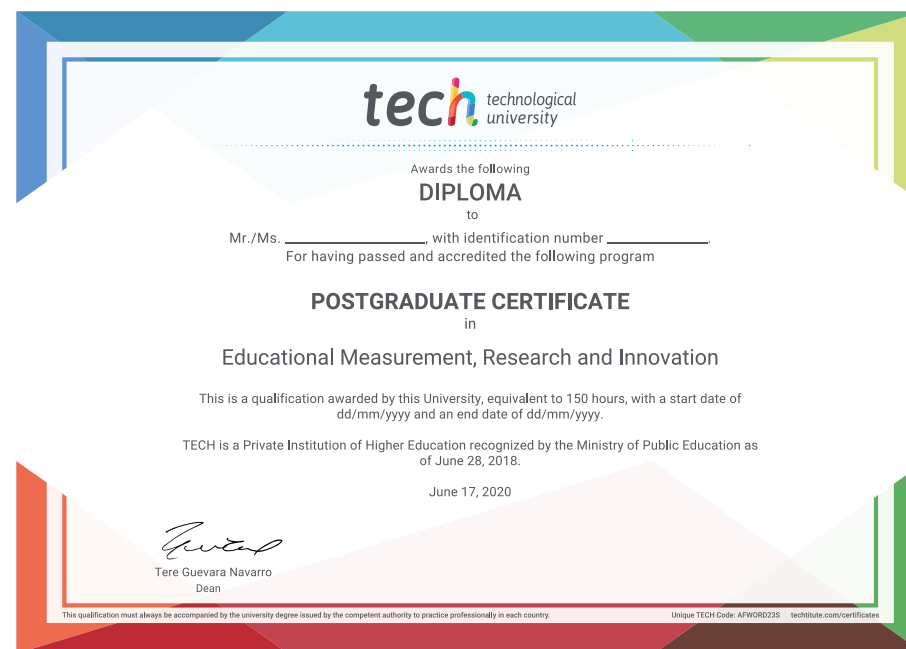 tech technological
university
Awards the following
DIPLOMA
to
Mr./Ms. ____________________, with identification number ______________.
For having passed and accredited the following program
POSTGRADUATE CERTIFICATE
in
Educational Measurement, Research and Innovation
This is a qualification awarded by this University, equivalent to 150 hours, with a start date of
dd/mm/yyyy and an end date of dd/mm/yyyy.
TECH is a Private Institution of Higher Education recognized by the Ministry of Public Education as
of June 28, 2018.
June 17, 2020
Tere Guevara Navarro
Dean
This qualification must always be accompanied by the university degree issued by the competent authority to practice professionally in each country. Unique TECH Code: AFWORD23S techtitute.com/certificates